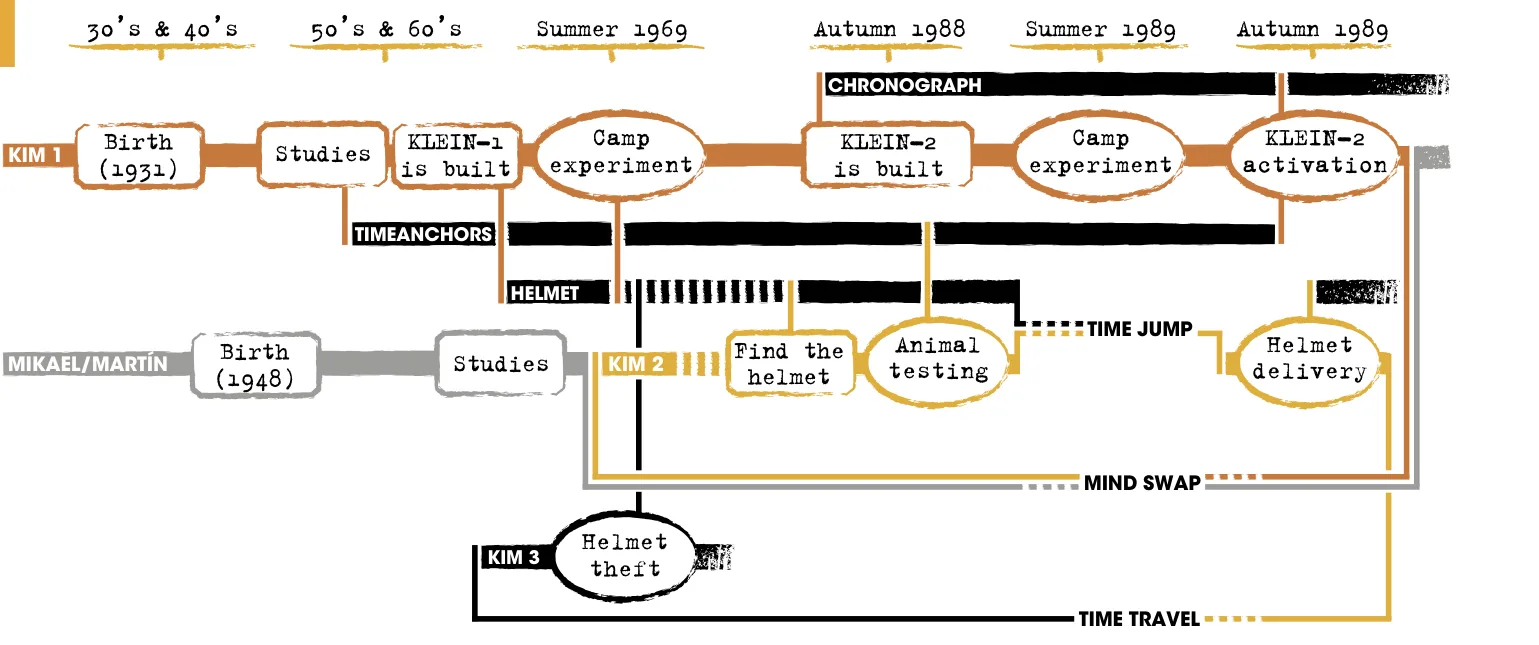 30's & 40's
50's & 60's
Summer 1969
Autumn 1988
Summer 1989
Autumn 1989
CHRONOGRAPH
KIM 1
Birth
(1931)
Studies
KLEIN-1
is built
Camp
experiment
KLEIN-2
is built
Camp
experiment
KLEIN-2
activation
TIMEANCHORS
HELMET
MIKAEL/MARTÍN
Birth
(1948)
Studies
KIM 2
Find the
helmet
Animal
testing
TIME JUMP
Helmet
delivery
MIND SWAP
KIM 3
Helmet
theft
TIME TRAVEL